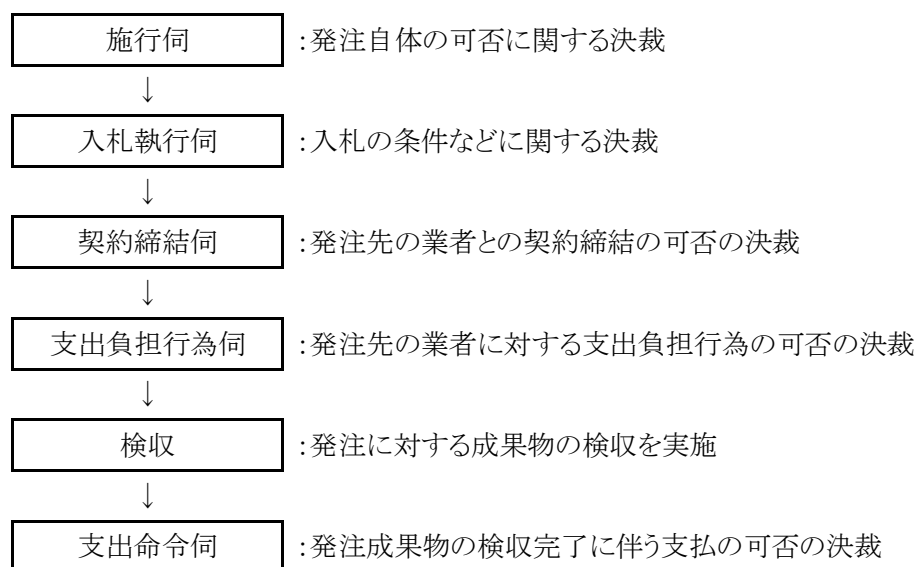 施行伺 :発注自体の可否に関する決裁
↓
入札執行伺 :入札の条件などに関する決裁
↓
契約締結伺 :発注先の業者との契約締結の可否の決裁
↓
支出負担行為伺 :発注先の業者に対する支出負担行為の可否の決裁
↓
検収 :発注に対する成果物の検収を実施
↓
支出命令伺 :発注成果物の検収完了に伴う支払の可否の決裁